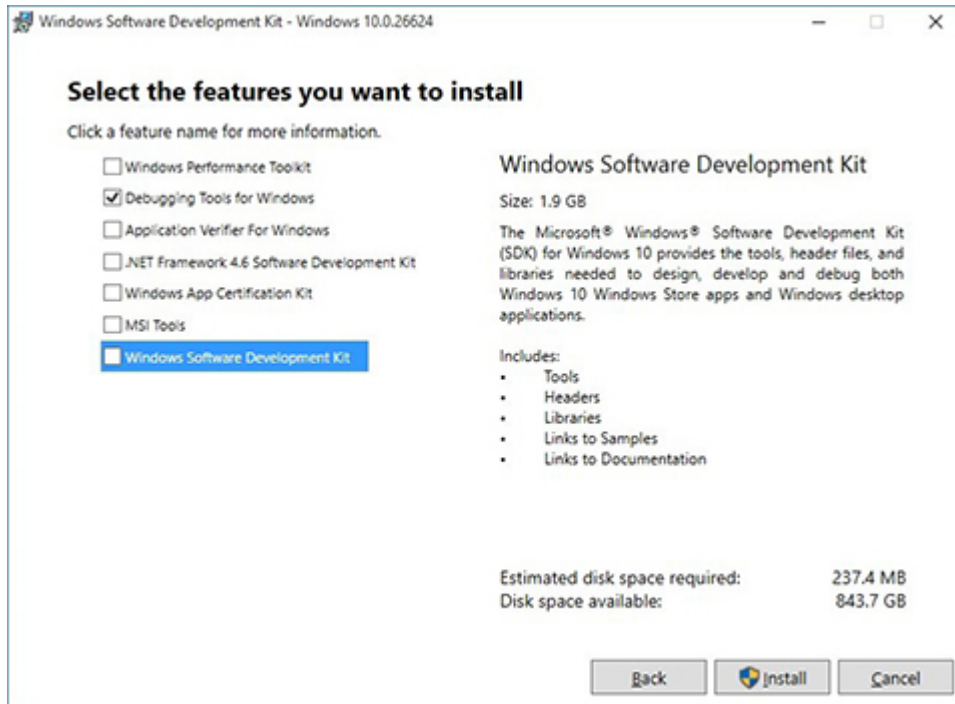 Windows Software Development Kit - Windows 10.0.26624
Select the features you want to install
Click a feature name for more information.
Windows Performance Toolkit
Debugging Tools for Windows
Application Verifier For Windows
.NET Framework 4.6 Software Development Kit
Windows App Certification Kit
MSI Tools
Windows Software Development Kit
Windows Software Development Kit
Size: 1.9 GB
The Microsoft® Windows® Software Development Kit
(SDK) for Windows 10 provides the tools, header files, and
libraries needed to design, develop and debug both
Windows 10 Windows Store apps and Windows desktop
applications.
Includes:
• Tools
• Headers
• Libraries
• Links to Samples
• Links to Documentation
Estimated disk space required: 237.4 MB
Disk space available: 843.7 GB
Back Install Cancel